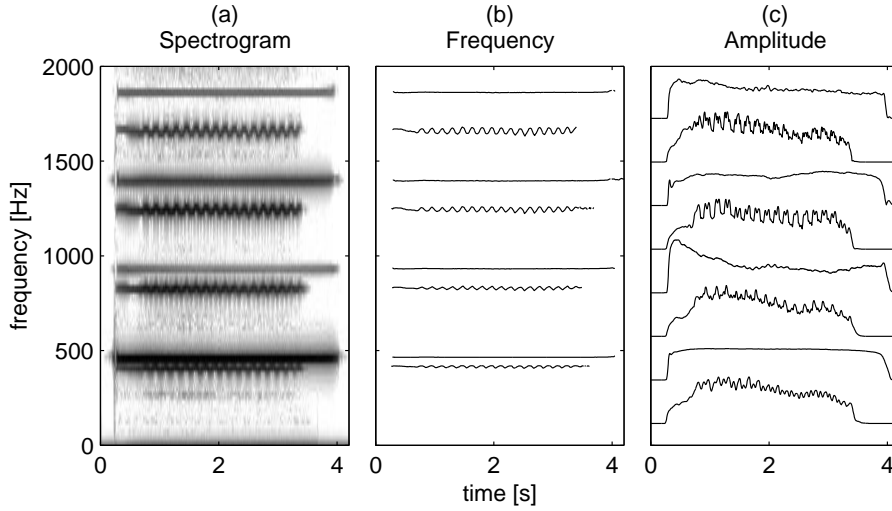 (a)
Spectrogram
(b)
Frequency
(c)
Amplitude
frequency [Hz]
2000
1500
1000
500
0
0
2
4
0
2
4
0
2
4
time [s]